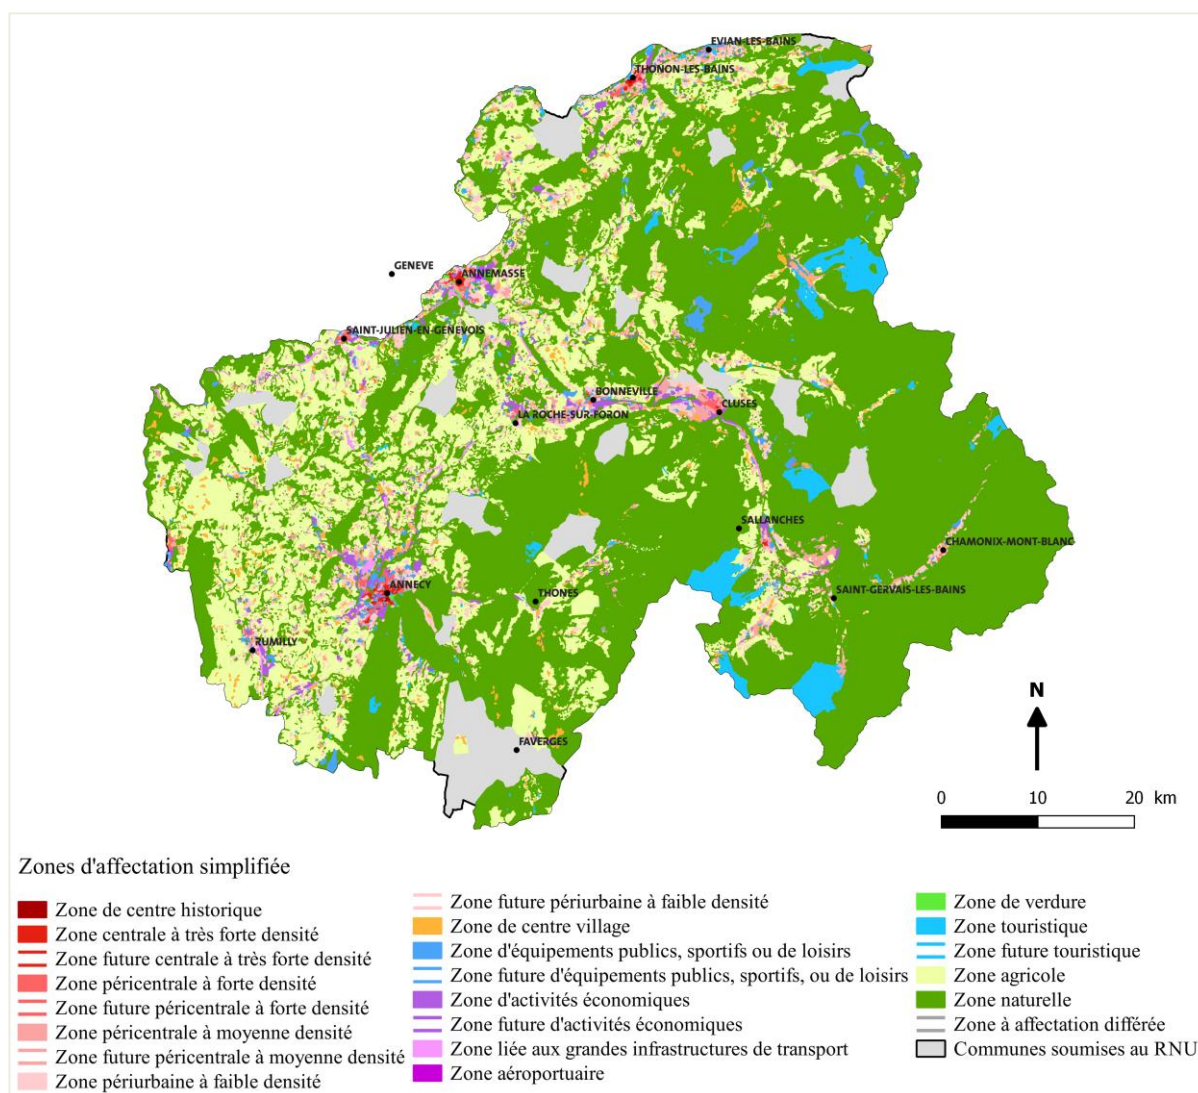 EVIAN-LES-BAINS
THONON-LES-BAINS
GENEVE
ANNEMASSE
SAINT-JULIEN-EN-GENEVOIS
BONNEVILLE
CLUSES
LA ROCHE-SUR-FORON
SALLANCHES
CHAMONIX-MONT-BLANC
ANNECY
THONES
SAINT-GERVAIS-LES-BAINS
RUMILLY
FAVERGES
N
0 10 20 km
Zones d'affectation simplifiée
Zone de centre historique
Zone centrale à très forte densité
Zone future centrale à très forte densité
Zone péricentrale à forte densité
Zone future péricentrale à forte densité
Zone péricentrale à moyenne densité
Zone future péricentrale à moyenne densité
Zone périurbaine à faible densité
Zone future périurbaine à faible densité
Zone de centre village
Zone d'équipements publics, sportifs ou de loisirs
Zone future d'équipements publics, sportifs, ou de loisirs
Zone d'activités économiques
Zone future d'activités économiques
Zone liée aux grandes infrastructures de transport
Zone aéroportuaire
Zone de verdure
Zone touristique
Zone future touristique
Zone agricole
Zone naturelle
Zone à affectation différée
Communes soumises au RNU